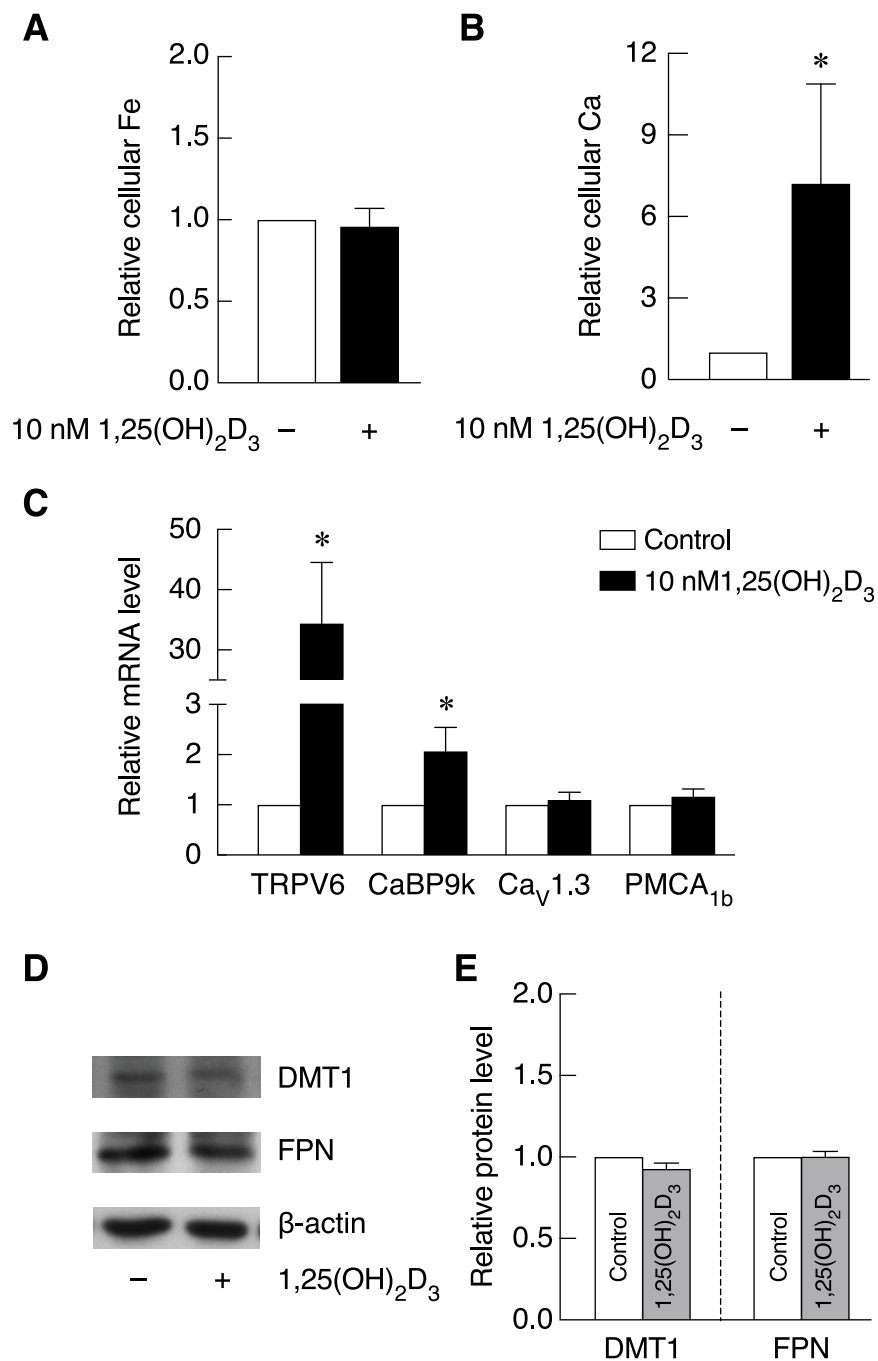 A
Relative cellular Fe
2.0
1.5
1.0
0.5
0.0
10 nM 1,25(OH)₂D₃ − +
B
Relative cellular Ca
12
9
6
3
0
*
10 nM 1,25(OH)₂D₃ − +
C
Relative mRNA level
50
40
30
3
2
1
0
*
*
Control
10 nM1,25(OH)₂D₃
TRPV6 CaBP9k Ca_V1.3 PMCA₁b
D
DMT1
FPN
β-actin
− + 1,25(OH)₂D₃
E
Relative protein level
2.0
1.5
1.0
0.5
0.0
Control
1,25(OH)₂D₃
Control
1,25(OH)₂D₃
DMT1 FPN